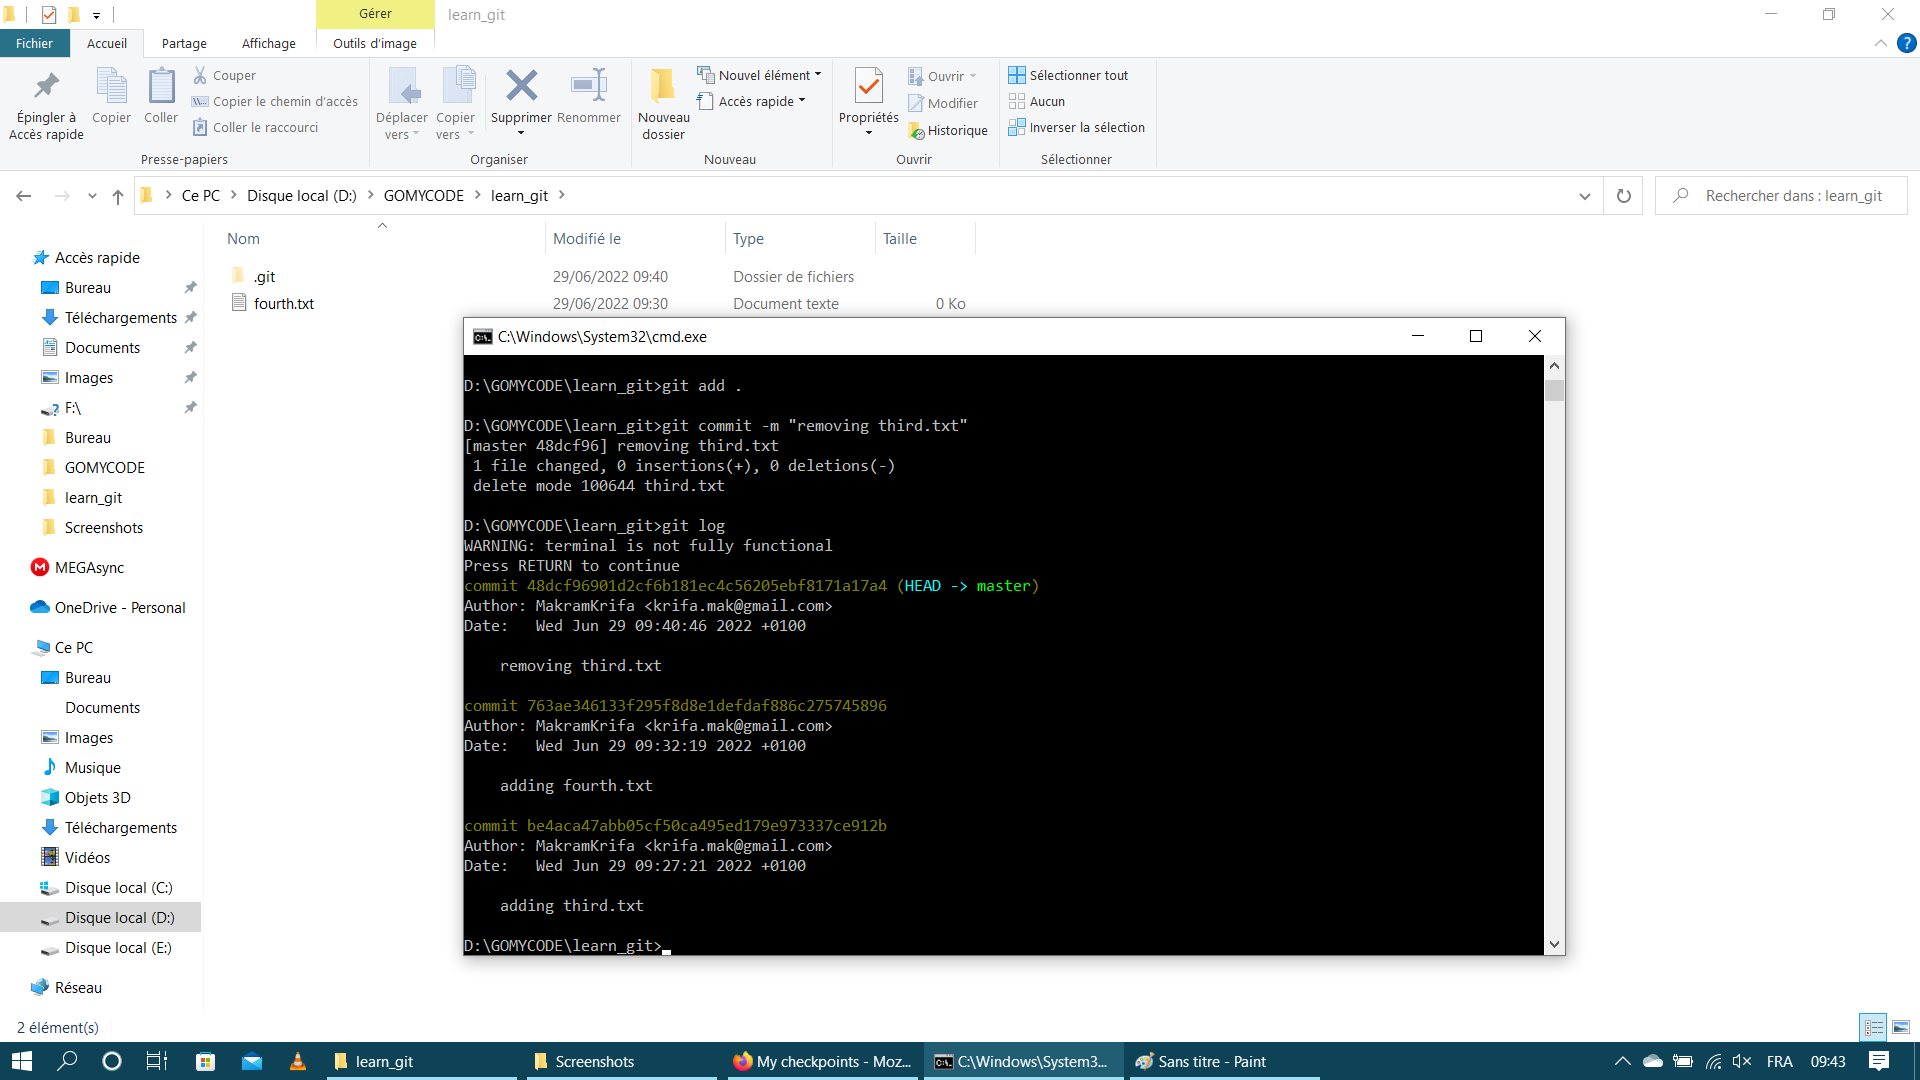 Gérer
learn_git
Fichier
Accueil
Partage
Affichage
Outils d'image
Épingler à
Accès rapide
Copier
Coller
Couper
Copier le chemin d'accès
Coller le raccourci
Presse-papiers
Déplacer
vers
Copier
vers
Supprimer
Renommer
Organiser
Nouveau
dossier
Nouvel élément
Accès rapide
Nouveau
Propriétés
Ouvrir
Modifier
Historique
Ouvrir
Sélectionner tout
Aucun
Inverser la sélection
Sélectionner
Ce PC
Disque local (D:)
GOMYCODE
learn_git
Rechercher dans : learn_git
Nom
Modifié le
Type
Taille
.git
29/06/2022 09:40
Dossier de fichiers
fourth.txt
29/06/2022 09:30
Document texte
0 Ko
Accès rapide
Bureau
Téléchargements
Documents
Images
F:\
Bureau
GOMYCODE
learn_git
Screenshots
MEGAsync
OneDrive - Personal
Ce PC
Bureau
Documents
Images
Musique
Objets 3D
Téléchargements
Vidéos
Disque local (C:)
Disque local (D:)
Disque local (E:)
Réseau
2 élément(s)
C:\Windows\System32\cmd.exe
D:\GOMYCODE\learn_git>git add .
D:\GOMYCODE\learn_git>git commit -m "removing third.txt"
[master 48dcf96] removing third.txt
1 file changed, 0 insertions(+), 0 deletions(-)
delete mode 100644 third.txt
D:\GOMYCODE\learn_git>git log
WARNING: terminal is not fully functional
Press RETURN to continue
commit 48dcf96901d2cf6b181ec4c56205ebf8171a17a4 (HEAD -> master)
Author: MakramKrifa <krifa.mak@gmail.com>
Date:   Wed Jun 29 09:40:46 2022 +0100
removing third.txt
commit 763ae346133f295f8d8e1defdaf886c275745896
Author: MakramKrifa <krifa.mak@gmail.com>
Date:   Wed Jun 29 09:32:19 2022 +0100
adding fourth.txt
commit be4aca47abb05cf50ca495ed179e973337ce912b
Author: MakramKrifa <krifa.mak@gmail.com>
Date:   Wed Jun 29 09:27:21 2022 +0100
adding third.txt
D:\GOMYCODE\learn_git>
learn_git
Screenshots
My checkpoints - Moz...
C:\Windows\System3...
Sans titre - Paint
FRA
09:43